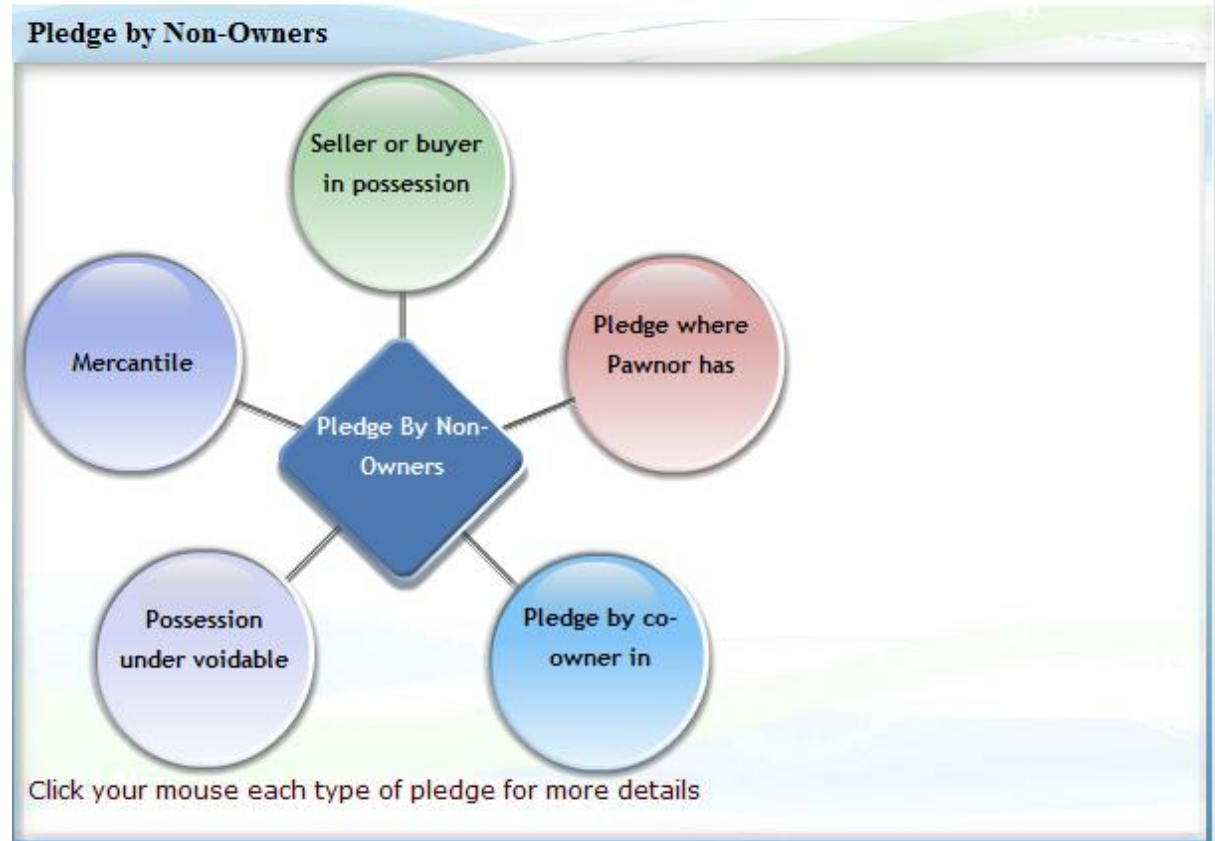 Pledge by Non-Owners
Seller or buyer
in possession
Mercantile
Pledge where
Pawnor has
Pledge By Non-
Owners
Possession
under voidable
Pledge by co-
owner in
Click your mouse each type of pledge for more details